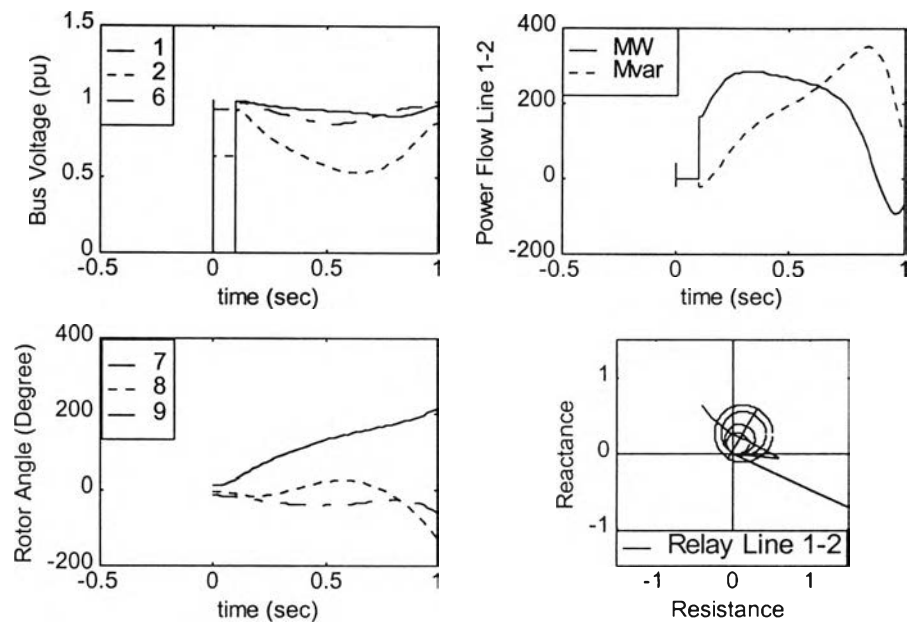 Bus Voltage (pu)
1.5
1
0.5
0
1
2
6
-0.5 0 0.5 1
time (sec)
Power Flow Line 1-2
400
200
0
-200
MW
Mvar
-0.5 0 0.5 1
time (sec)
Rotor Angle (Degree)
400
200
0
-200
7
8
9
-0.5 0 0.5 1
time (sec)
Reactance
1
0
-1
Relay Line 1-2
-1 0 1
Resistance